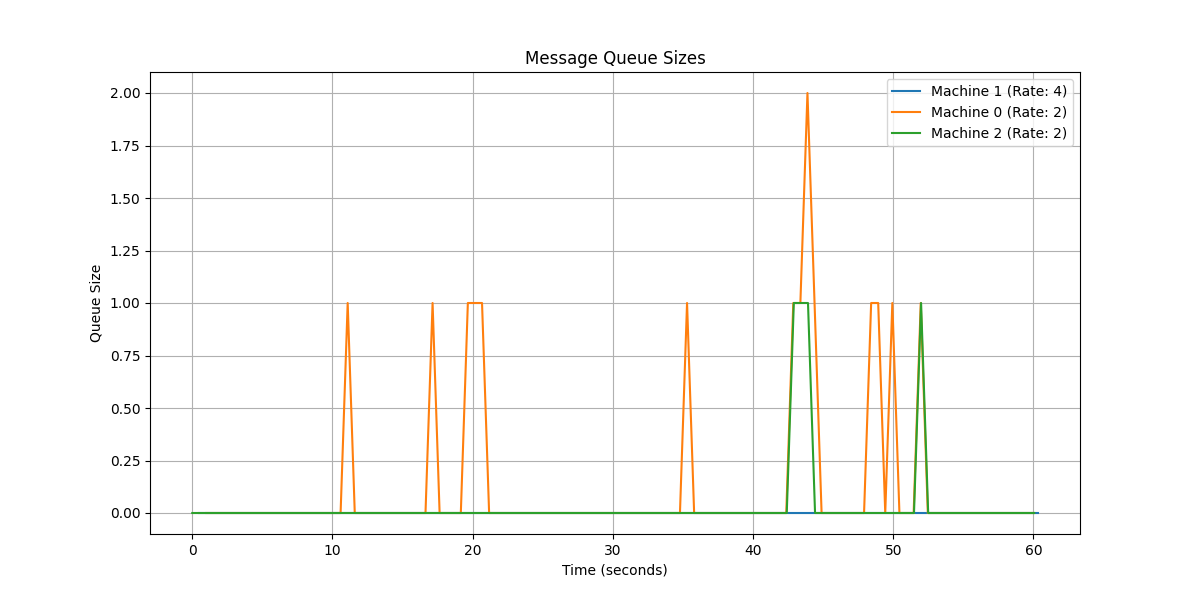 Message Queue Sizes
Machine 1 (Rate: 4)
Machine 0 (Rate: 2)
Machine 2 (Rate: 2)
Queue Size
2.00
1.75
1.50
1.25
1.00
0.75
0.50
0.25
0.00
0 10 20 30 40 50 60
Time (seconds)